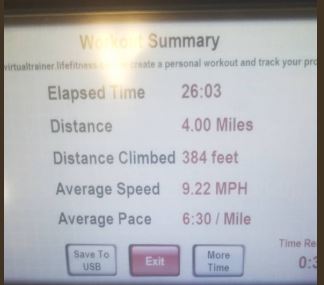 Workout Summary
virtualtrainer.lifefitness create a personal workout and track your pro
Elapsed Time 26:03
Distance 4.00 Miles
Distance Climbed 384 feet
Average Speed 9.22 MPH
Average Pace 6:30 / Mile
Save To
USB
Exit
More
Time
Time Re
0:3